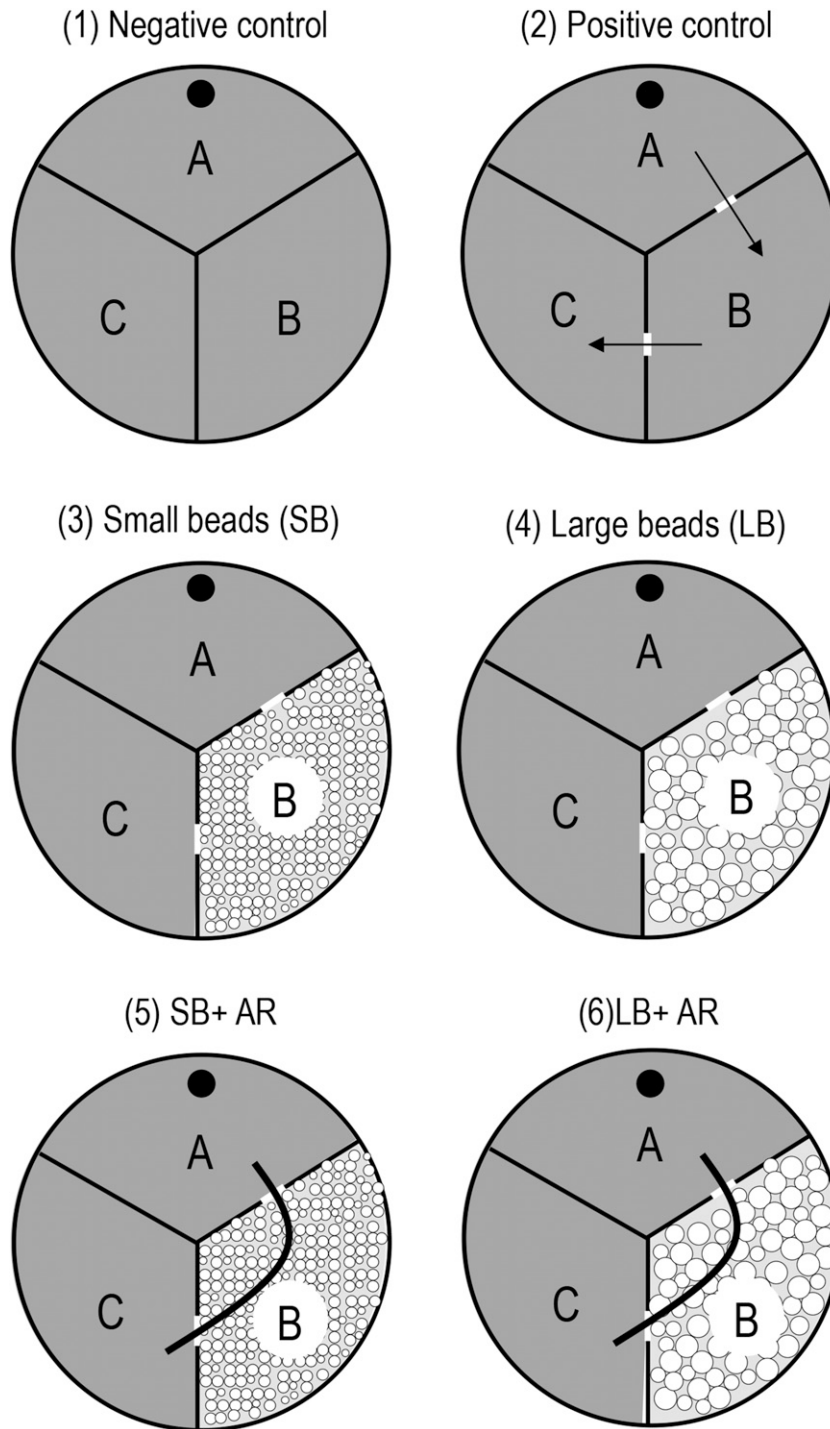 (1) Negative control
(2) Positive control
A
C
B
A
C
B
(3) Small beads (SB)
(4) Large beads (LB)
A
C
B
A
C
B
(5) SB+ AR
(6)LB+ AR
A
C
B
A
C
B